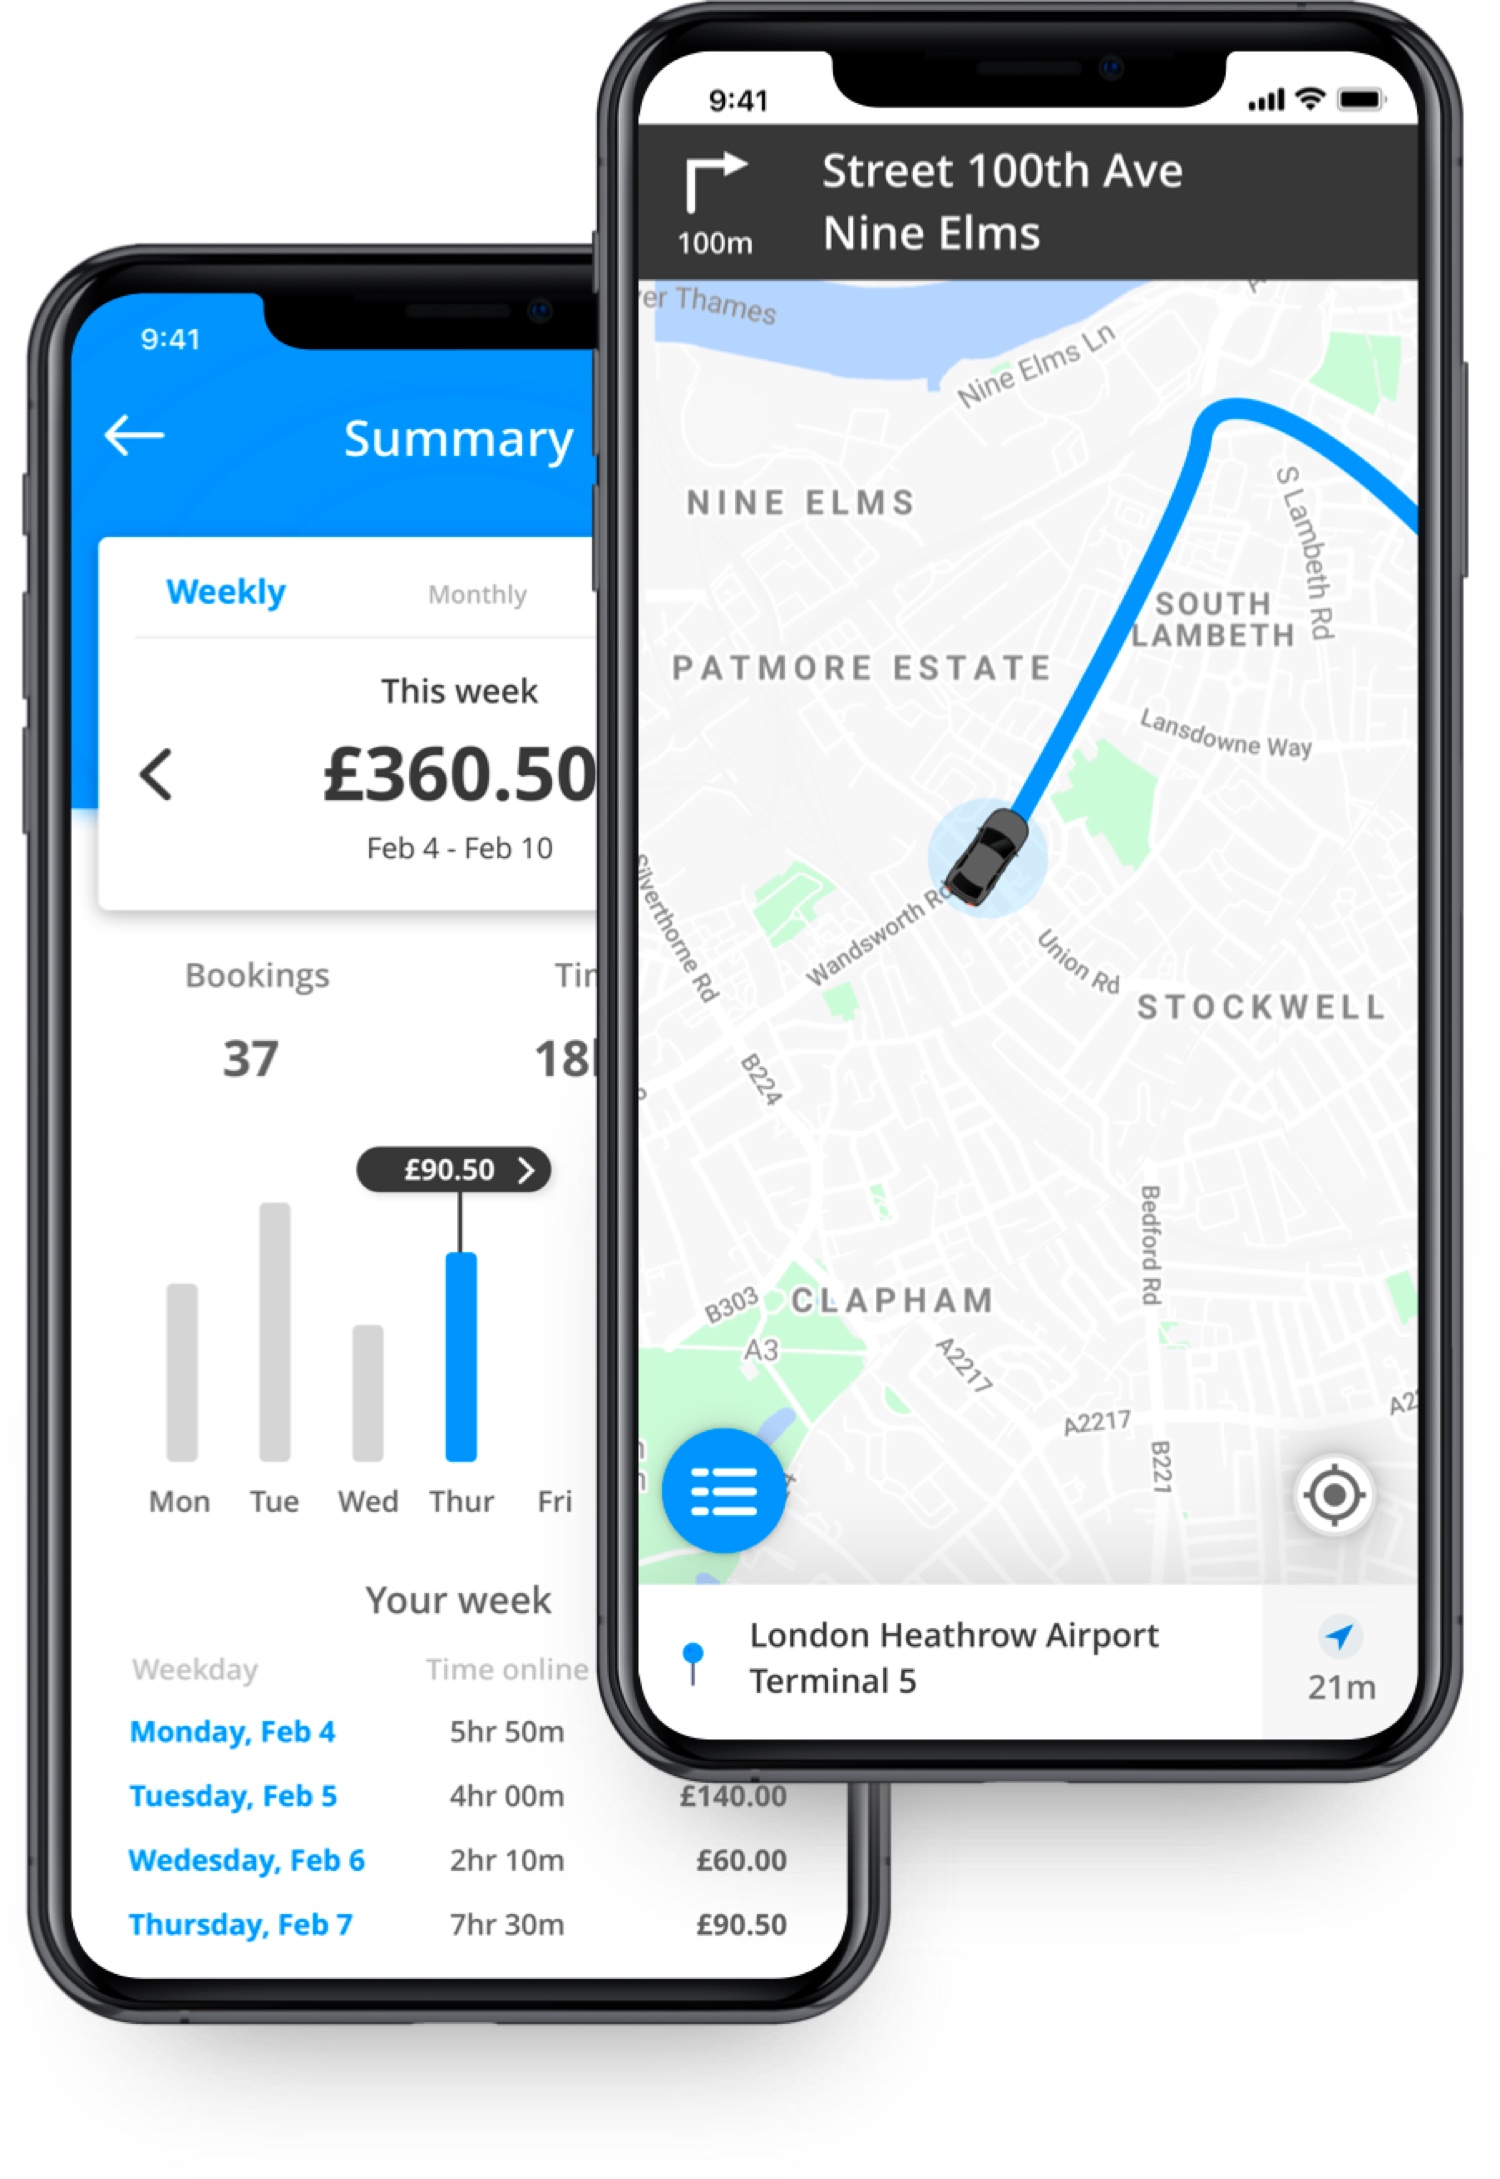 9:41
Street 100th Ave
Nine Elms
100m
Thames
Nine Elms Ln
NINE ELMS
S Lambeth Rd
SOUTH
LAMBETH
PATMORE ESTATE
Lansdowne Way
Silverthorne Rd
Wandsworth Rd
Union Rd
STOCKWELL
B224
Bedford Rd
B303
CLAPHAM
A3
A2217
A2217
B221
London Heathrow Airport
Terminal 5
21m
9:41
Summary
Weekly Monthly
This week
£360.50
Feb 4 - Feb 10
Bookings
37
£90.50
Mon Tue Wed Thur Fri
Your week
Weekday Time online
Monday, Feb 4 5hr 50m
Tuesday, Feb 5 4hr 00m £140.00
Wedesday, Feb 6 2hr 10m £60.00
Thursday, Feb 7 7hr 30m £90.50